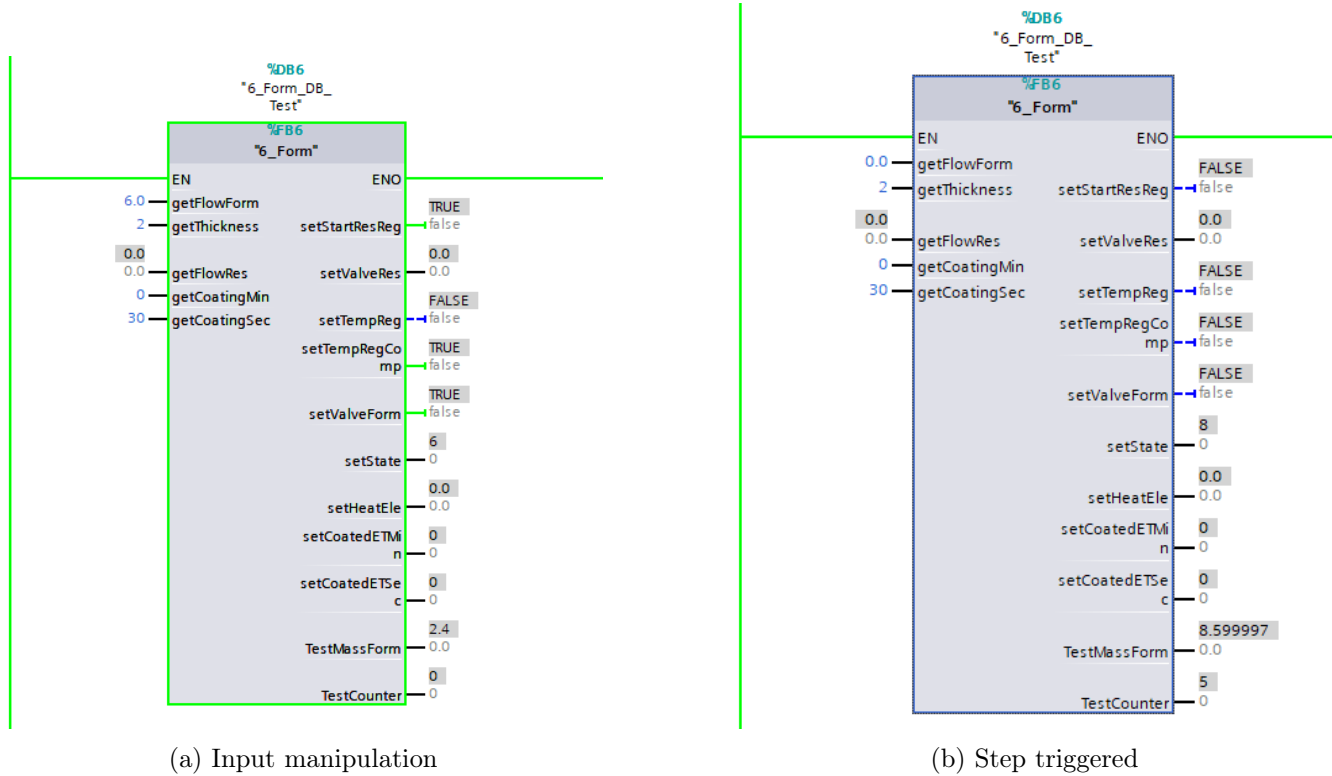 %DB6
"6_Form_DB_
Test"
%FB6
"6_Form"
EN
ENO
6.0
getFlowForm
TRUE
2
getThickness
setStartResReg
false
0.0
0.0
0.0
getFlowRes
setValveRes
0.0
0
getCoatingMin
FALSE
30
getCoatingSec
setTempReg
false
setTempRegCo
TRUE
mp
false
TRUE
setValveForm
false
6
setState
0
0.0
setHeatEle
0.0
setCoatedETMi
0
n
0
setCoatedETSe
0
c
0
2.4
TestMassForm
0.0
0
TestCounter
0
(a) Input manipulation
%DB6
"6_Form_DB_
Test"
%FB6
"6_Form"
EN
ENO
0.0
getFlowForm
FALSE
2
getThickness
setStartResReg
false
0.0
0.0
0.0
getFlowRes
setValveRes
0.0
0
getCoatingMin
FALSE
30
getCoatingSec
setTempReg
false
setTempRegCo
FALSE
mp
false
FALSE
setValveForm
false
8
setState
0
0.0
setHeatEle
0.0
setCoatedETMi
0
n
0
setCoatedETSe
0
c
0
8.599997
TestMassForm
0.0
5
TestCounter
0
(b) Step triggered